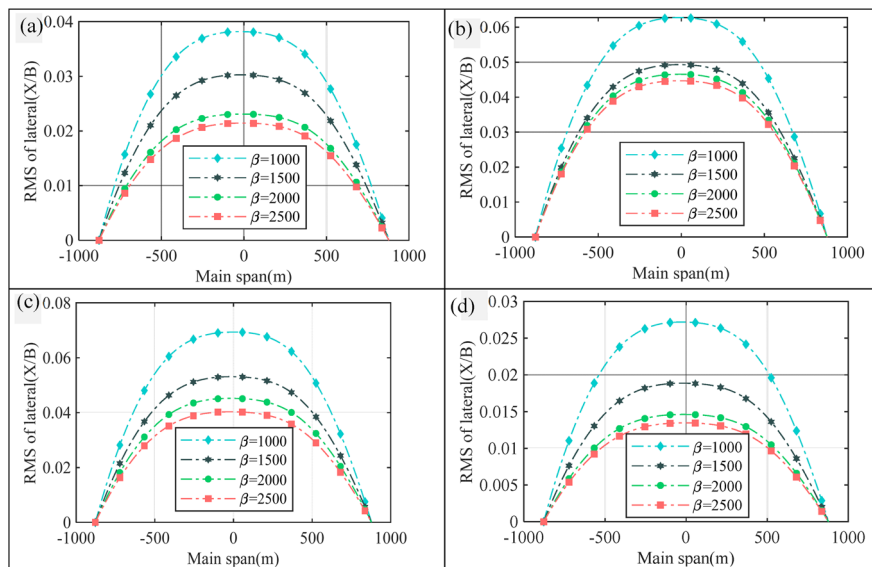 (a)
RMS of lateral(X/B)
0.04
0.03
0.02
0.01
0
β=1000
β=1500
β=2000
β=2500
-1000
-500
0
500
1000
Main span(m)
(b)
RMS of lateral(X/B)
0.06
0.05
0.04
0.03
0.02
0.01
0
β=1000
β=1500
β=2000
β=2500
-1000
-500
0
500
1000
Main span(m)
(c)
RMS of lateral(X/B)
0.08
0.06
0.04
0.02
0
β=1000
β=1500
β=2000
β=2500
-1000
-500
0
500
1000
Main span(m)
(d)
RMS of lateral(X/B)
0.03
0.025
0.02
0.015
0.01
0.005
0
β=1000
β=1500
β=2000
β=2500
-1000
-500
0
500
1000
Main span(m)